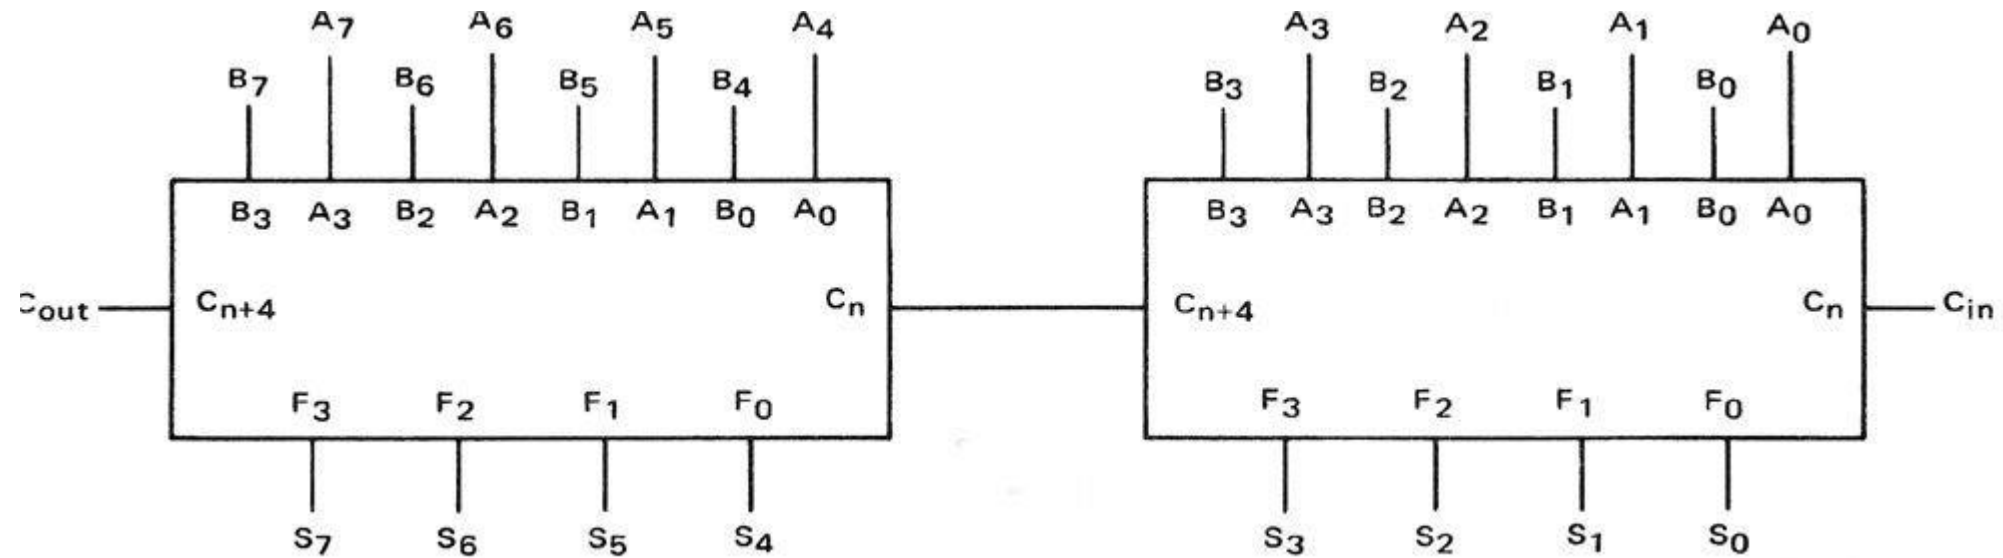 A₇ A₆ A₅ A₄ A₃ A₂ A₁ A₀
B₇ B₆ B₅ B₄ B₃ B₂ B₁ B₀
B₃ A₃ B₂ A₂ B₁ A₁ B₀ A₀ B₃ A₃ B₂ A₂ B₁ A₁ B₀ A₀
Cout Cn+4 Cn Cn+4 Cn Cin
F₃ F₂ F₁ F₀ F₃ F₂ F₁ F₀
S₇ S₆ S₅ S₄ S₃ S₂ S₁ S₀